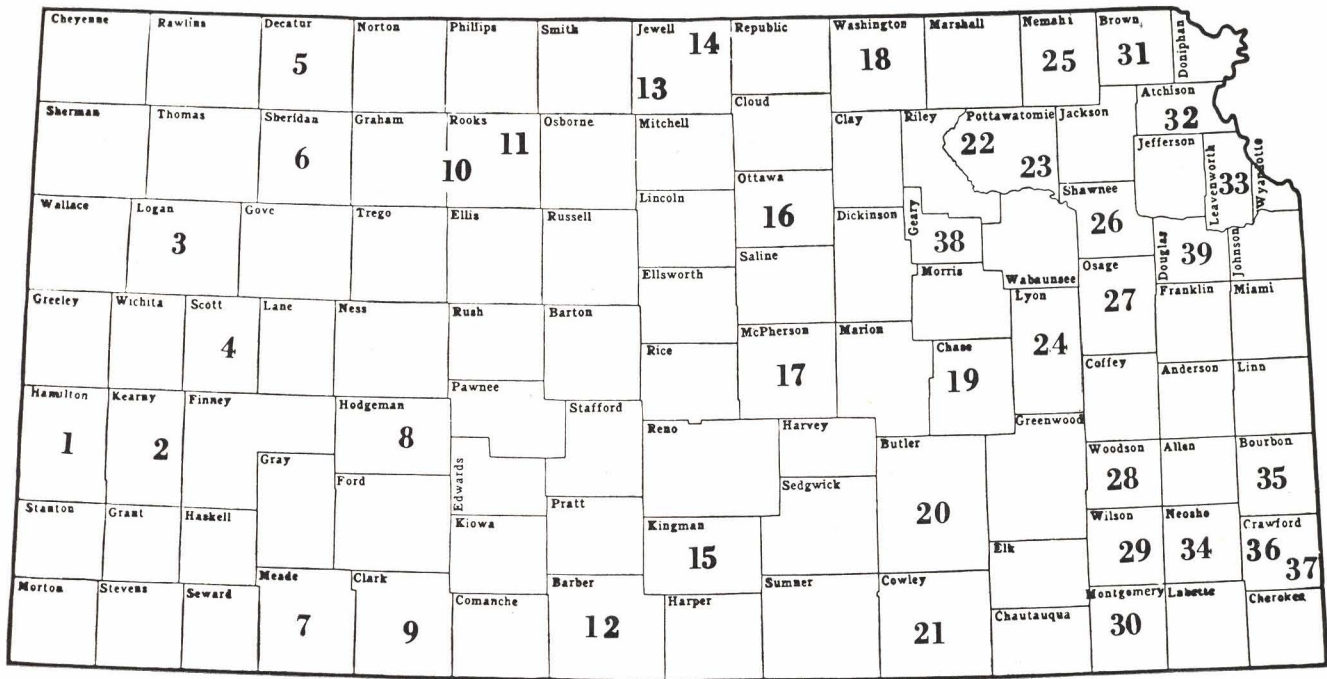 Cheyenne
Rawlins
Decatur
Norton
Phillips
Smith
Jewell
Republic
Washington
Marshall
Nemahi
Brown,
Doniphan
5
14
13
18
25
31
Sherman
Thomas
Sheridan
Graham
Rooks
Osborne
Mitchell
Cloud
Clay
Riley
Pottawatomie
Jackson
Atchison
6
10
11
22
23
32
Jefferson
Leavenworth
33
Wyandotte
Wallace
Logan
Gove
Trego
Ellis
Russell
Lincoln
Ottawa
Dickinson
Geary
Shawnee
3
16
38
26
Douglas
39
Johnson
Ellsworth
Saline
Morris
Wabaunsee
Osage
Greeley
Wichita
Scott
Lane
Ness
Rush
Barton
Rice
McPherson
Marion
Chase
Lyon
Franklin
Miami
4
17
19
24
27
Hamilton
Kearny
Finney
Hodgeman
Pawnee
Stafford
Reno
Harvey
Butler
Greenwood
Coffey
Anderson
Linn
1
2
8
Gray
Ford
Edwards
Sedgwick
20
Woodson
28
Allen
Bourbon
35
Stanton
Grant
Haskell
Kiowa
Pratt
Kingman
15
Elk
Wilson
29
Neosho
34
Crawford
36
37
Morton
Stevens
Seward
Meade
7
Clark
9
Comanche
Barber
12
Harper
Sumner
Cowley
21
Chautauqua
Montgomery
30
Labette
Cherokee